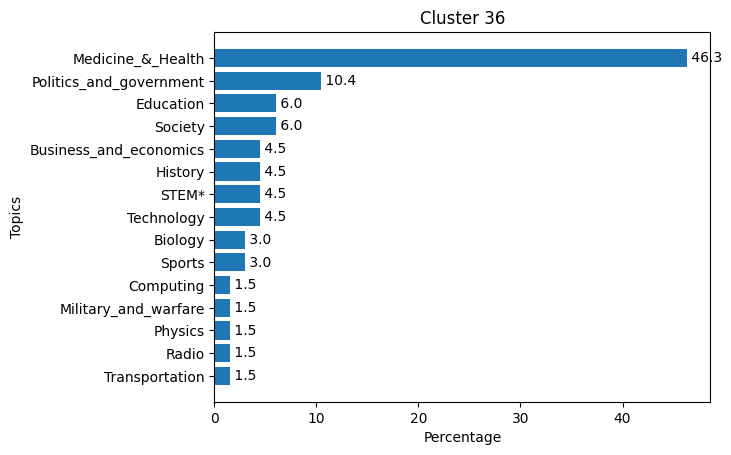 Cluster 36
Medicine_&_Health 46.3
Politics_and_government 10.4
Education 6.0
Society 6.0
Business_and_economics 4.5
History 4.5
STEM* 4.5
Technology 4.5
Biology 3.0
Sports 3.0
Computing 1.5
Military_and_warfare 1.5
Physics 1.5
Radio 1.5
Transportation 1.5
Topics
0 10 20 30 40
Percentage